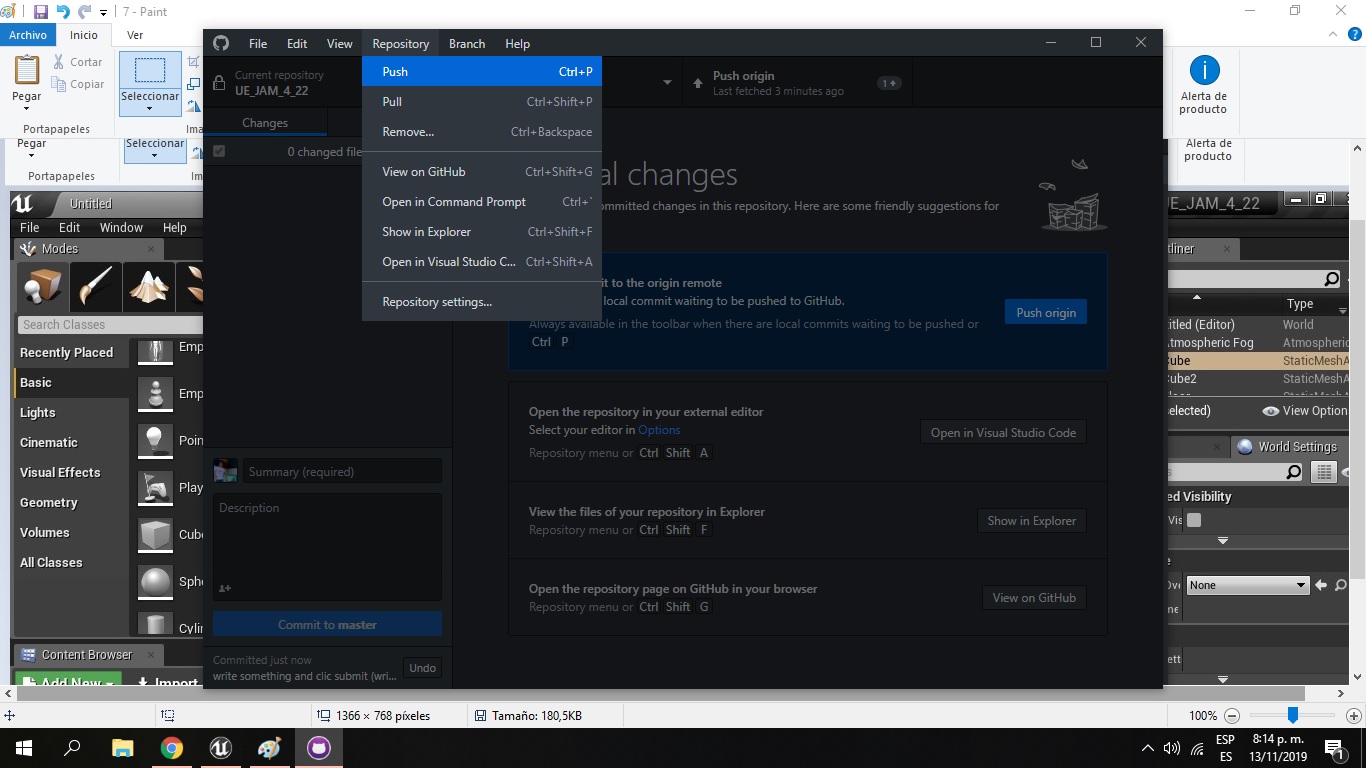 7 - Paint
Archivo Inicio Ver
Pegar
Cortar
Copiar
Seleccionar
Portapapeles
Alerta de
producto
Pegar
Seleccionar
Portapapeles
Alerta de
producto
File Edit View Repository Branch Help
Current repository
UE_JAM_4_22
Push origin
Last fetched 3 minutes ago
1
Push Ctrl+P
Pull Ctrl+Shift+P
Remove... Ctrl+Backspace
View on GitHub Ctrl+Shift+G
Open in Command Prompt Ctrl+`
Show in Explorer Ctrl+Shift+F
Open in Visual Studio C... Ctrl+Shift+A
Repository settings...
Changes
0 changed file
al changes
ommitted changes in this repository. Here are some friendly suggestions for
it to the origin remote
local commit waiting to be pushed to GitHub.
Always available in the toolbar when there are local commits waiting to be pushed or
Ctrl P
Push origin
Open the repository in your external editor
Select your editor in Options
Repository menu or Ctrl Shift A
Open in Visual Studio Code
View the files of your repository in Explorer
Repository menu or Ctrl Shift F
Show in Explorer
Open the repository page on GitHub in your browser
Repository menu or Ctrl Shift G
View on GitHub
Summary (required)
Description
Commit to master
Committed just now
write something and clic submit (wri...
Undo
Untitled
File Edit Window Help
Modes
Search Classes
Recently Placed
Basic
Lights
Cinematic
Visual Effects
Geometry
Volumes
All Classes
Emp
Emp
Poin
Play
Cube
Sphe
Cylin
Content Browser
Add New
Import
UE_JAM_4_22
utliner
Type
titled (Editor) World
Atmospheric Fog Atmospheric
Cube StaticMeshA
Cube2 StaticMeshA
elected) View Option
World Settings
ed Visibility
Vis
None
1366 × 768 píxeles
Tamaño: 180,5KB
100%
ESP
ES
8:14 p. m.
13/11/2019
1